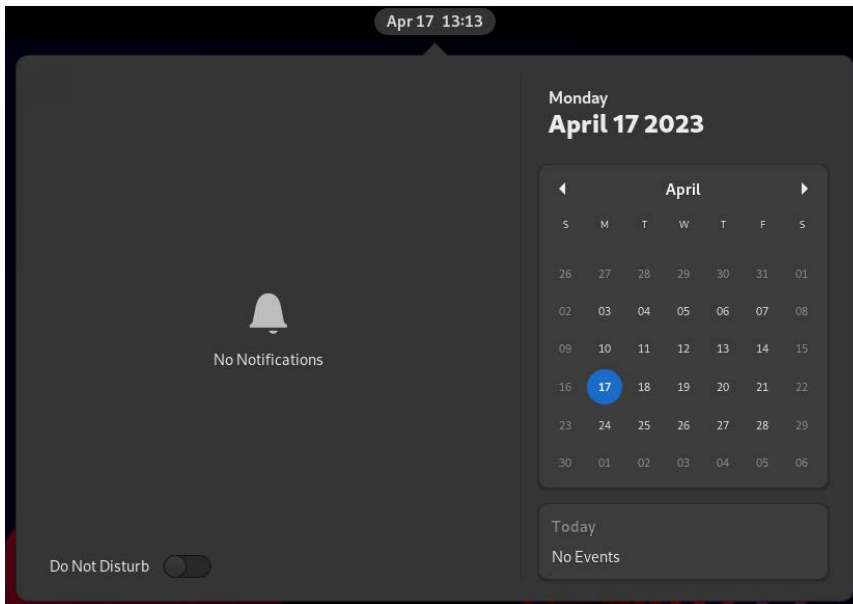 Apr 17 13:13
No Notifications
Do Not Disturb
Monday
April 17 2023
April
S M T W T F S
26 27 28 29 30 31 01
02 03 04 05 06 07 08
09 10 11 12 13 14 15
16 17 18 19 20 21 22
23 24 25 26 27 28 29
30 01 02 03 04 05 06
Today
No Events